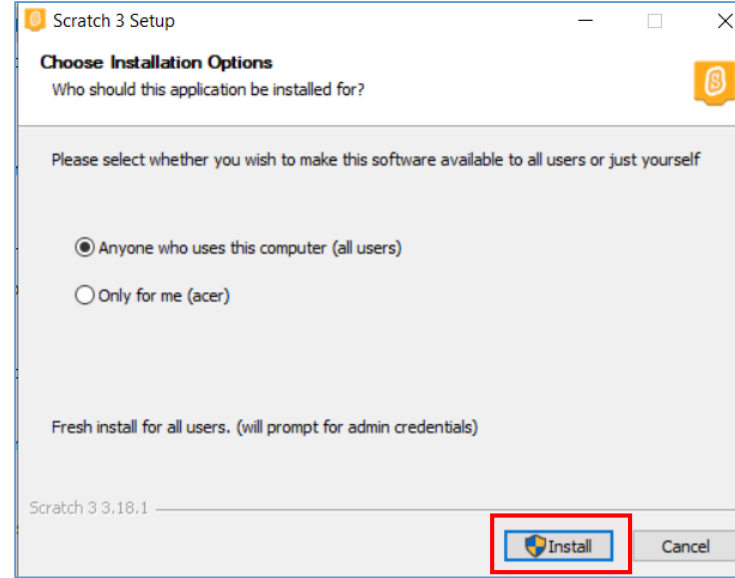 Scratch 3 Setup
Choose Installation Options
Who should this application be installed for?
Please select whether you wish to make this software available to all users or just yourself
Anyone who uses this computer (all users)
Only for me (acer)
Fresh install for all users. (will prompt for admin credentials)
Scratch 3 3.18.1
Install Cancel